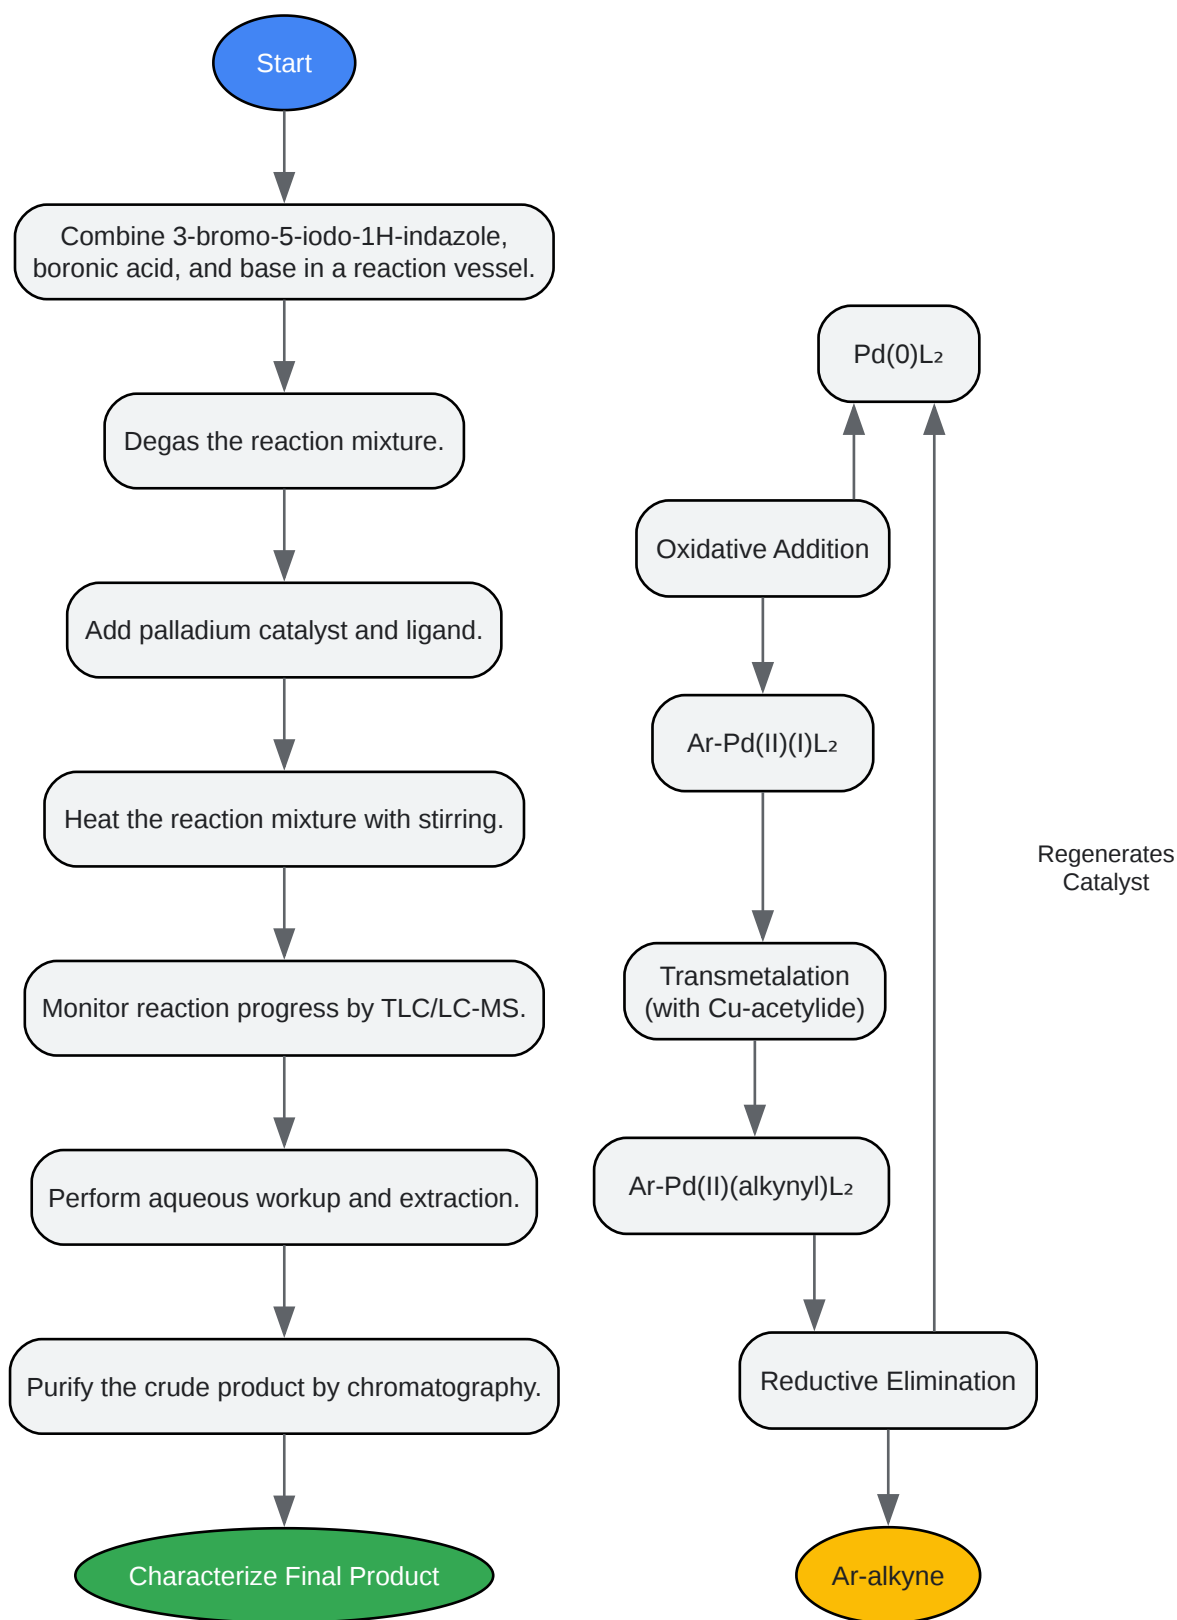 Start
Combine 3-bromo-5-iodo-1H-indazole,
boronic acid, and base in a reaction vessel.
Degas the reaction mixture.
Add palladium catalyst and ligand.
Heat the reaction mixture with stirring.
Monitor reaction progress by TLC/LC-MS.
Perform aqueous workup and extraction.
Purify the crude product by chromatography.
Characterize Final Product
Pd(0)L₂
Oxidative Addition
Ar-Pd(II)(I)L₂
Regenerates
Catalyst
Transmetalation
(with Cu-acetylide)
Ar-Pd(II)(alkynyl)L₂
Reductive Elimination
Ar-alkyne